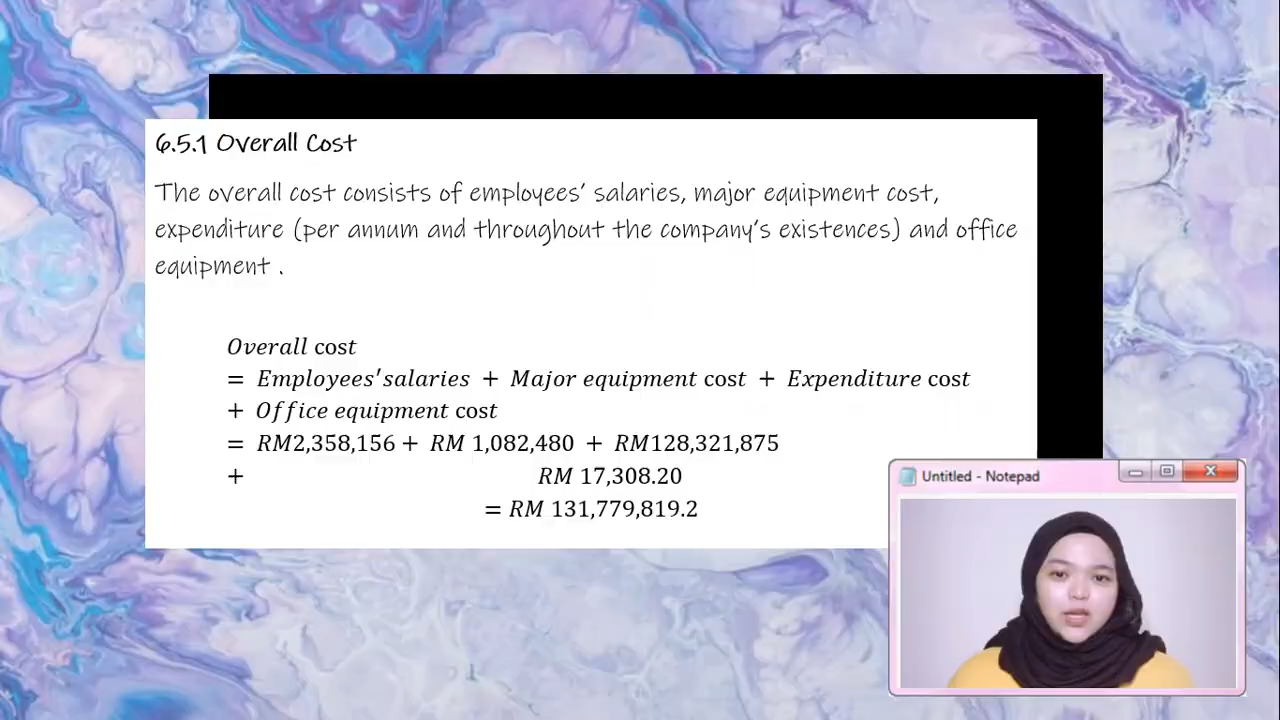 6.5.1 Overall Cost
The overall cost consists of employees' salaries, major equipment cost,
expenditure (per annum and throughout the company's existences) and office
equipment .
Overall cost
= Employees'salaries + Major equipment cost + Expenditure cost
+ Office equipment cost
= RM2,358,156 + RM 1,082,480 + RM128,321,875
+ RM 17,308.20
= RM 131,779,819.2
Untitled - Notepad